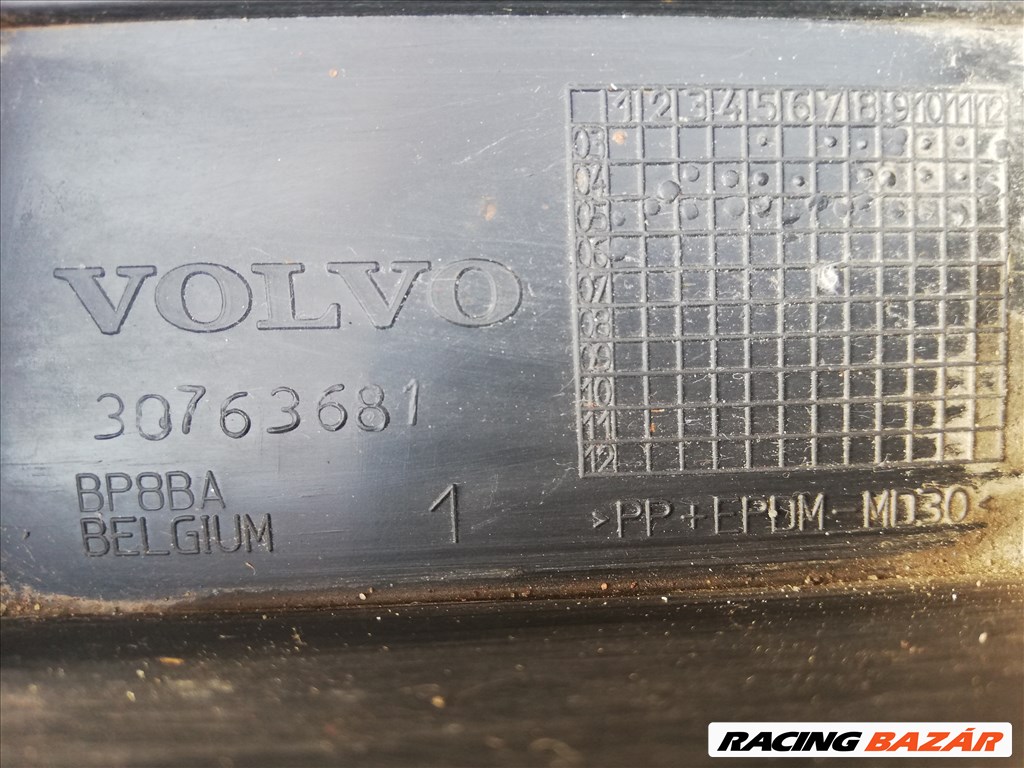 VOLVO
30763681
BP8BA
BELGIUM
1
1 2 3 4 5 6 7 8 9 10 11 12
03
04
05
06
07
08
09
10
11
12
>PP+EPDM-MD30<
RACING BAZÁR